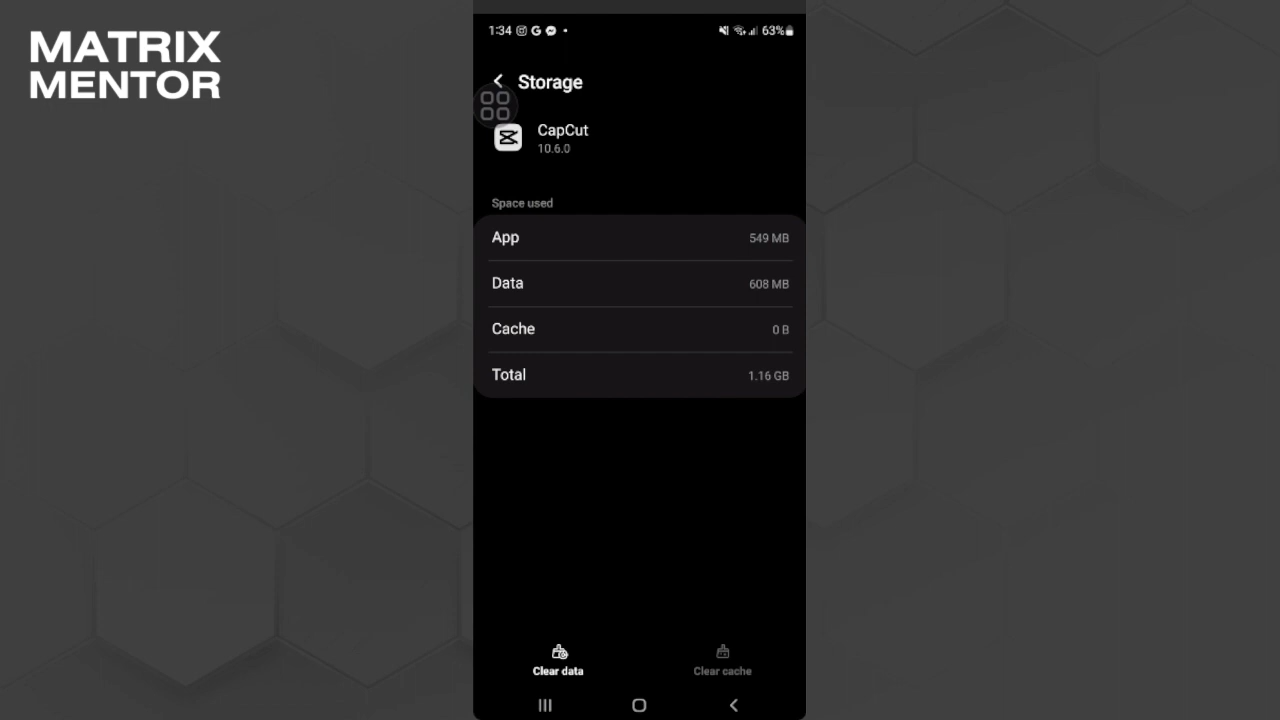 MATRIX
MENTOR
1:34 63%
Storage
CapCut
10.6.0
Space used
App 549 MB
Data 608 MB
Cache 0 B
Total 1.16 GB
Clear data Clear cache